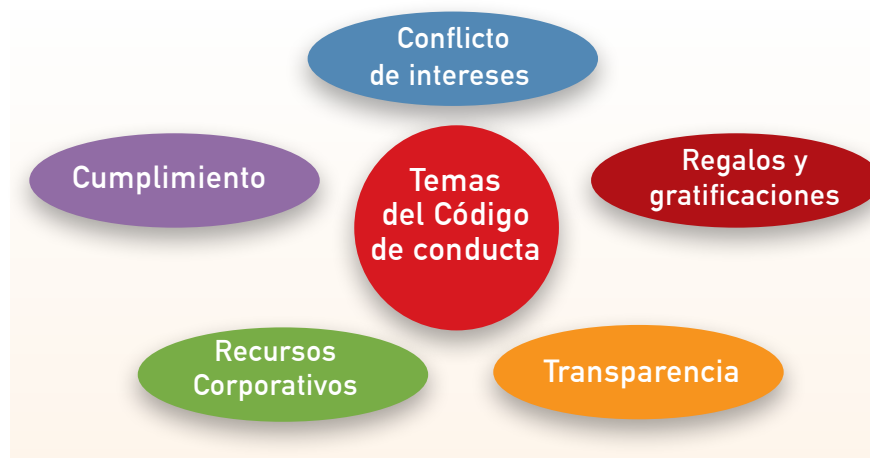 Conflicto
de intereses
Cumplimiento
Regalos y
gratificaciones
Temas
del Código
de conducta
Recursos
Corporativos
Transparencia